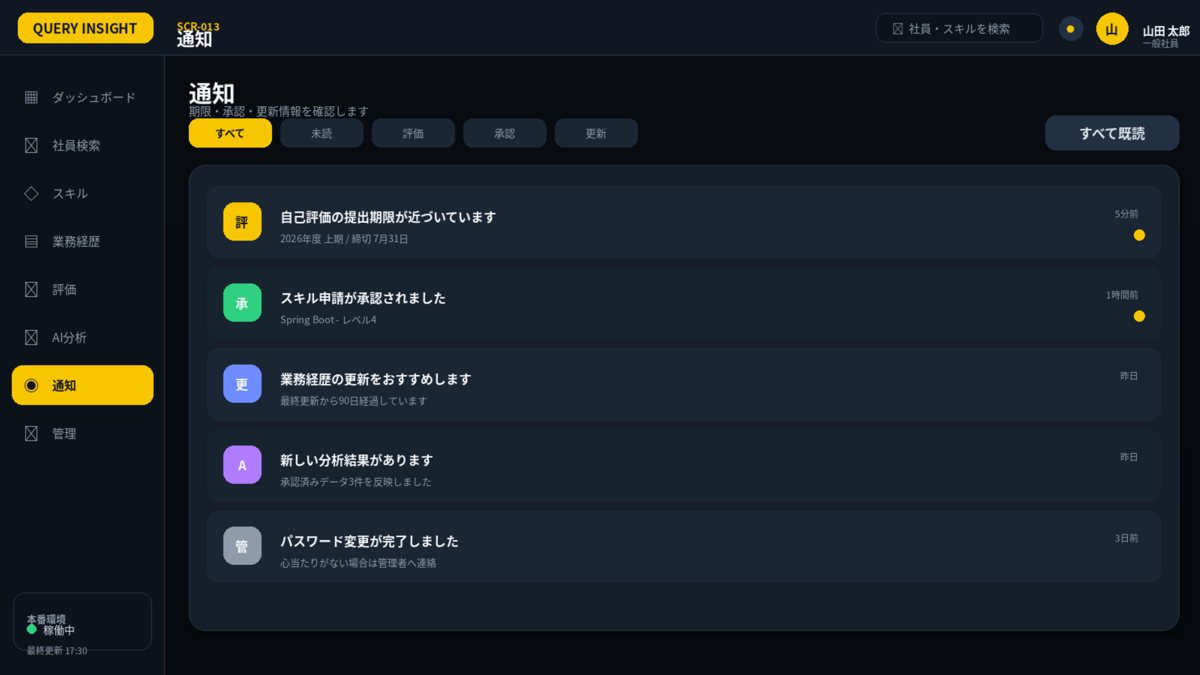 QUERY INSIGHT
SCR-013
通知
社員・スキルを検索
山
山田 太郎
一般社員
ダッシュボード
社員検索
スキル
業務経歴
評価
AI分析
通知
管理
本番環境
稼働中
最終更新 17:30
通知
期限・承認・更新情報を確認します
すべて
未読
評価
承認
更新
すべて既読
評
自己評価の提出期限が近づいています
2026年度 上期 / 締切 7月31日
5分前
承
スキル申請が承認されました
Spring Boot - レベル4
1時間前
更
業務経歴の更新をおすすめします
最終更新から90日経過しています
昨日
A
新しい分析結果があります
承認済みデータ3件を反映しました
昨日
管
パスワード変更が完了しました
心当たりがない場合は管理者へ連絡
3日前